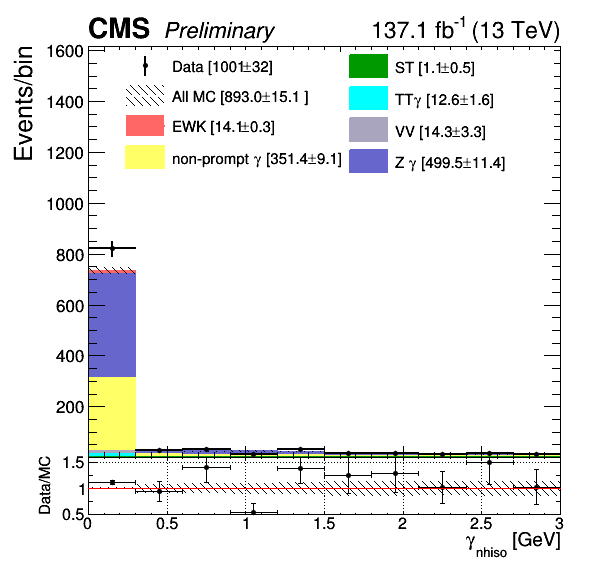 CMS Preliminary 137.1 fb⁻¹ (13 TeV)
Events/bin
1600
1400
1200
1000
800
600
400
200
Data [1001±32]
All MC [893.0±15.1 ]
EWK [14.1±0.3]
non-prompt γ [351.4±9.1]
ST [1.1±0.5]
TTγ [12.6±1.6]
VV [14.3±3.3]
Z γ [499.5±11.4]
Data/MC
1.5
1
0.5
0 0.5 1 1.5 2 2.5 3
γnhiso [GeV]